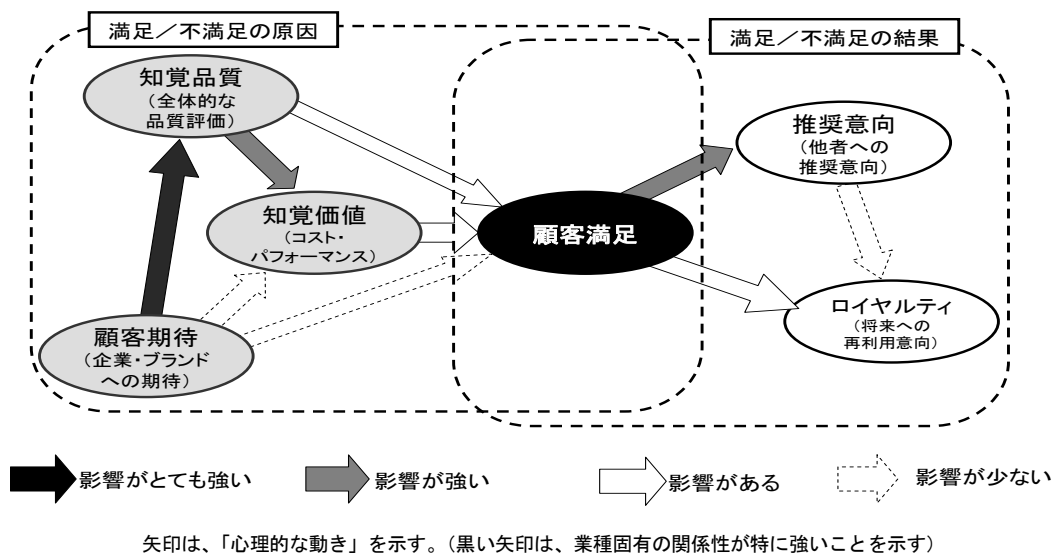 満足／不満足の原因
満足／不満足の結果
知覚品質
（全体的な
品質評価）
推奨意向
（他者への
推奨意向）
知覚価値
（コスト・
パフォーマンス）
顧客満足
ロイヤルティ
（将来への
再利用意向）
顧客期待
（企業・ブランド
への期待）
影響がとても強い
影響が強い
影響がある
影響が少ない
矢印は、「心理的な動き」を示す。（黒い矢印は、業種固有の関係性が特に強いことを示す）